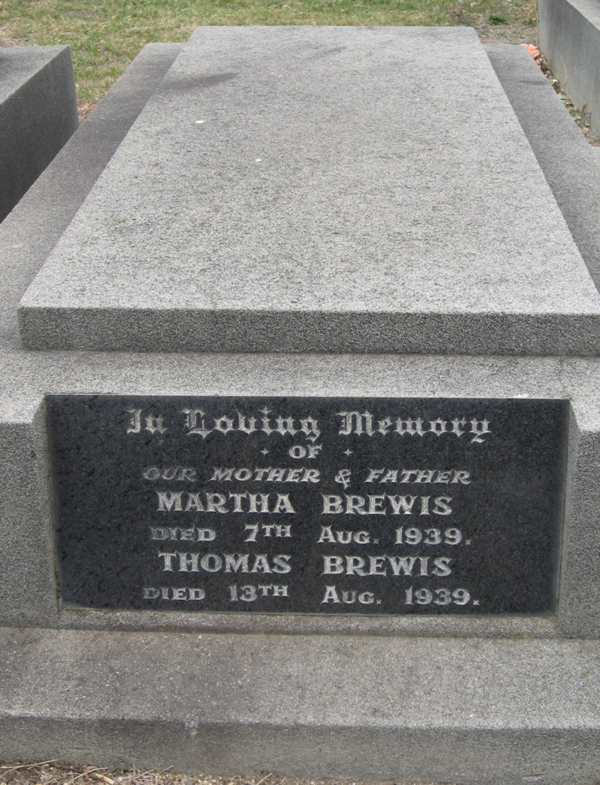 In Loving Memory
OF
OUR MOTHER & FATHER
MARTHA BREWIS
DIED 7TH AUG. 1939.
THOMAS BREWIS
DIED 13TH AUG. 1939.